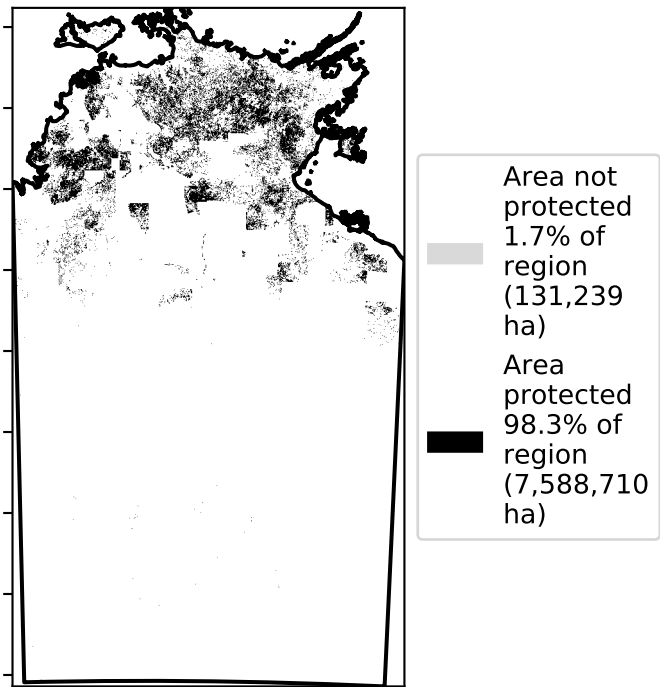 Area not
protected
1.7% of
region
(131,239
ha)
Area
protected
98.3% of
region
(7,588,710
ha)